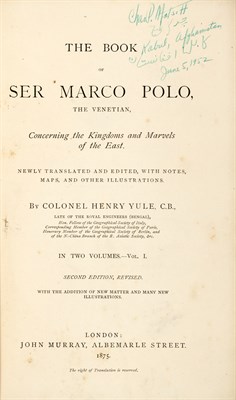 THE BOOK
OF
SER MARCO POLO,
THE VENETIAN,
Concerning the Kingdoms and Marvels
of the East.
NEWLY TRANSLATED AND EDITED, WITH NOTES,
MAPS, AND OTHER ILLUSTRATIONS.
BY COLONEL HENRY YULE, C.B.,
LATE OF THE ROYAL ENGINEERS (BENGAL),
Hon. Fellow of the Geographical Society of Italy,
Corresponding Member of the Geographical Society of Paris,
Honorary Member of the Geographical Society of Berlin, and
of the N. China Branch of the R. Asiatic Society, &c.
IN TWO VOLUMES.—VOL. I.
SECOND EDITION, REVISED.
WITH THE ADDITION OF NEW MATTER AND MANY NEW
ILLUSTRATIONS.
LONDON:
JOHN MURRAY, ALBEMARLE STREET.
1875.
The right of Translation is reserved.
Kabul, Afghanistan
June 5, 1952